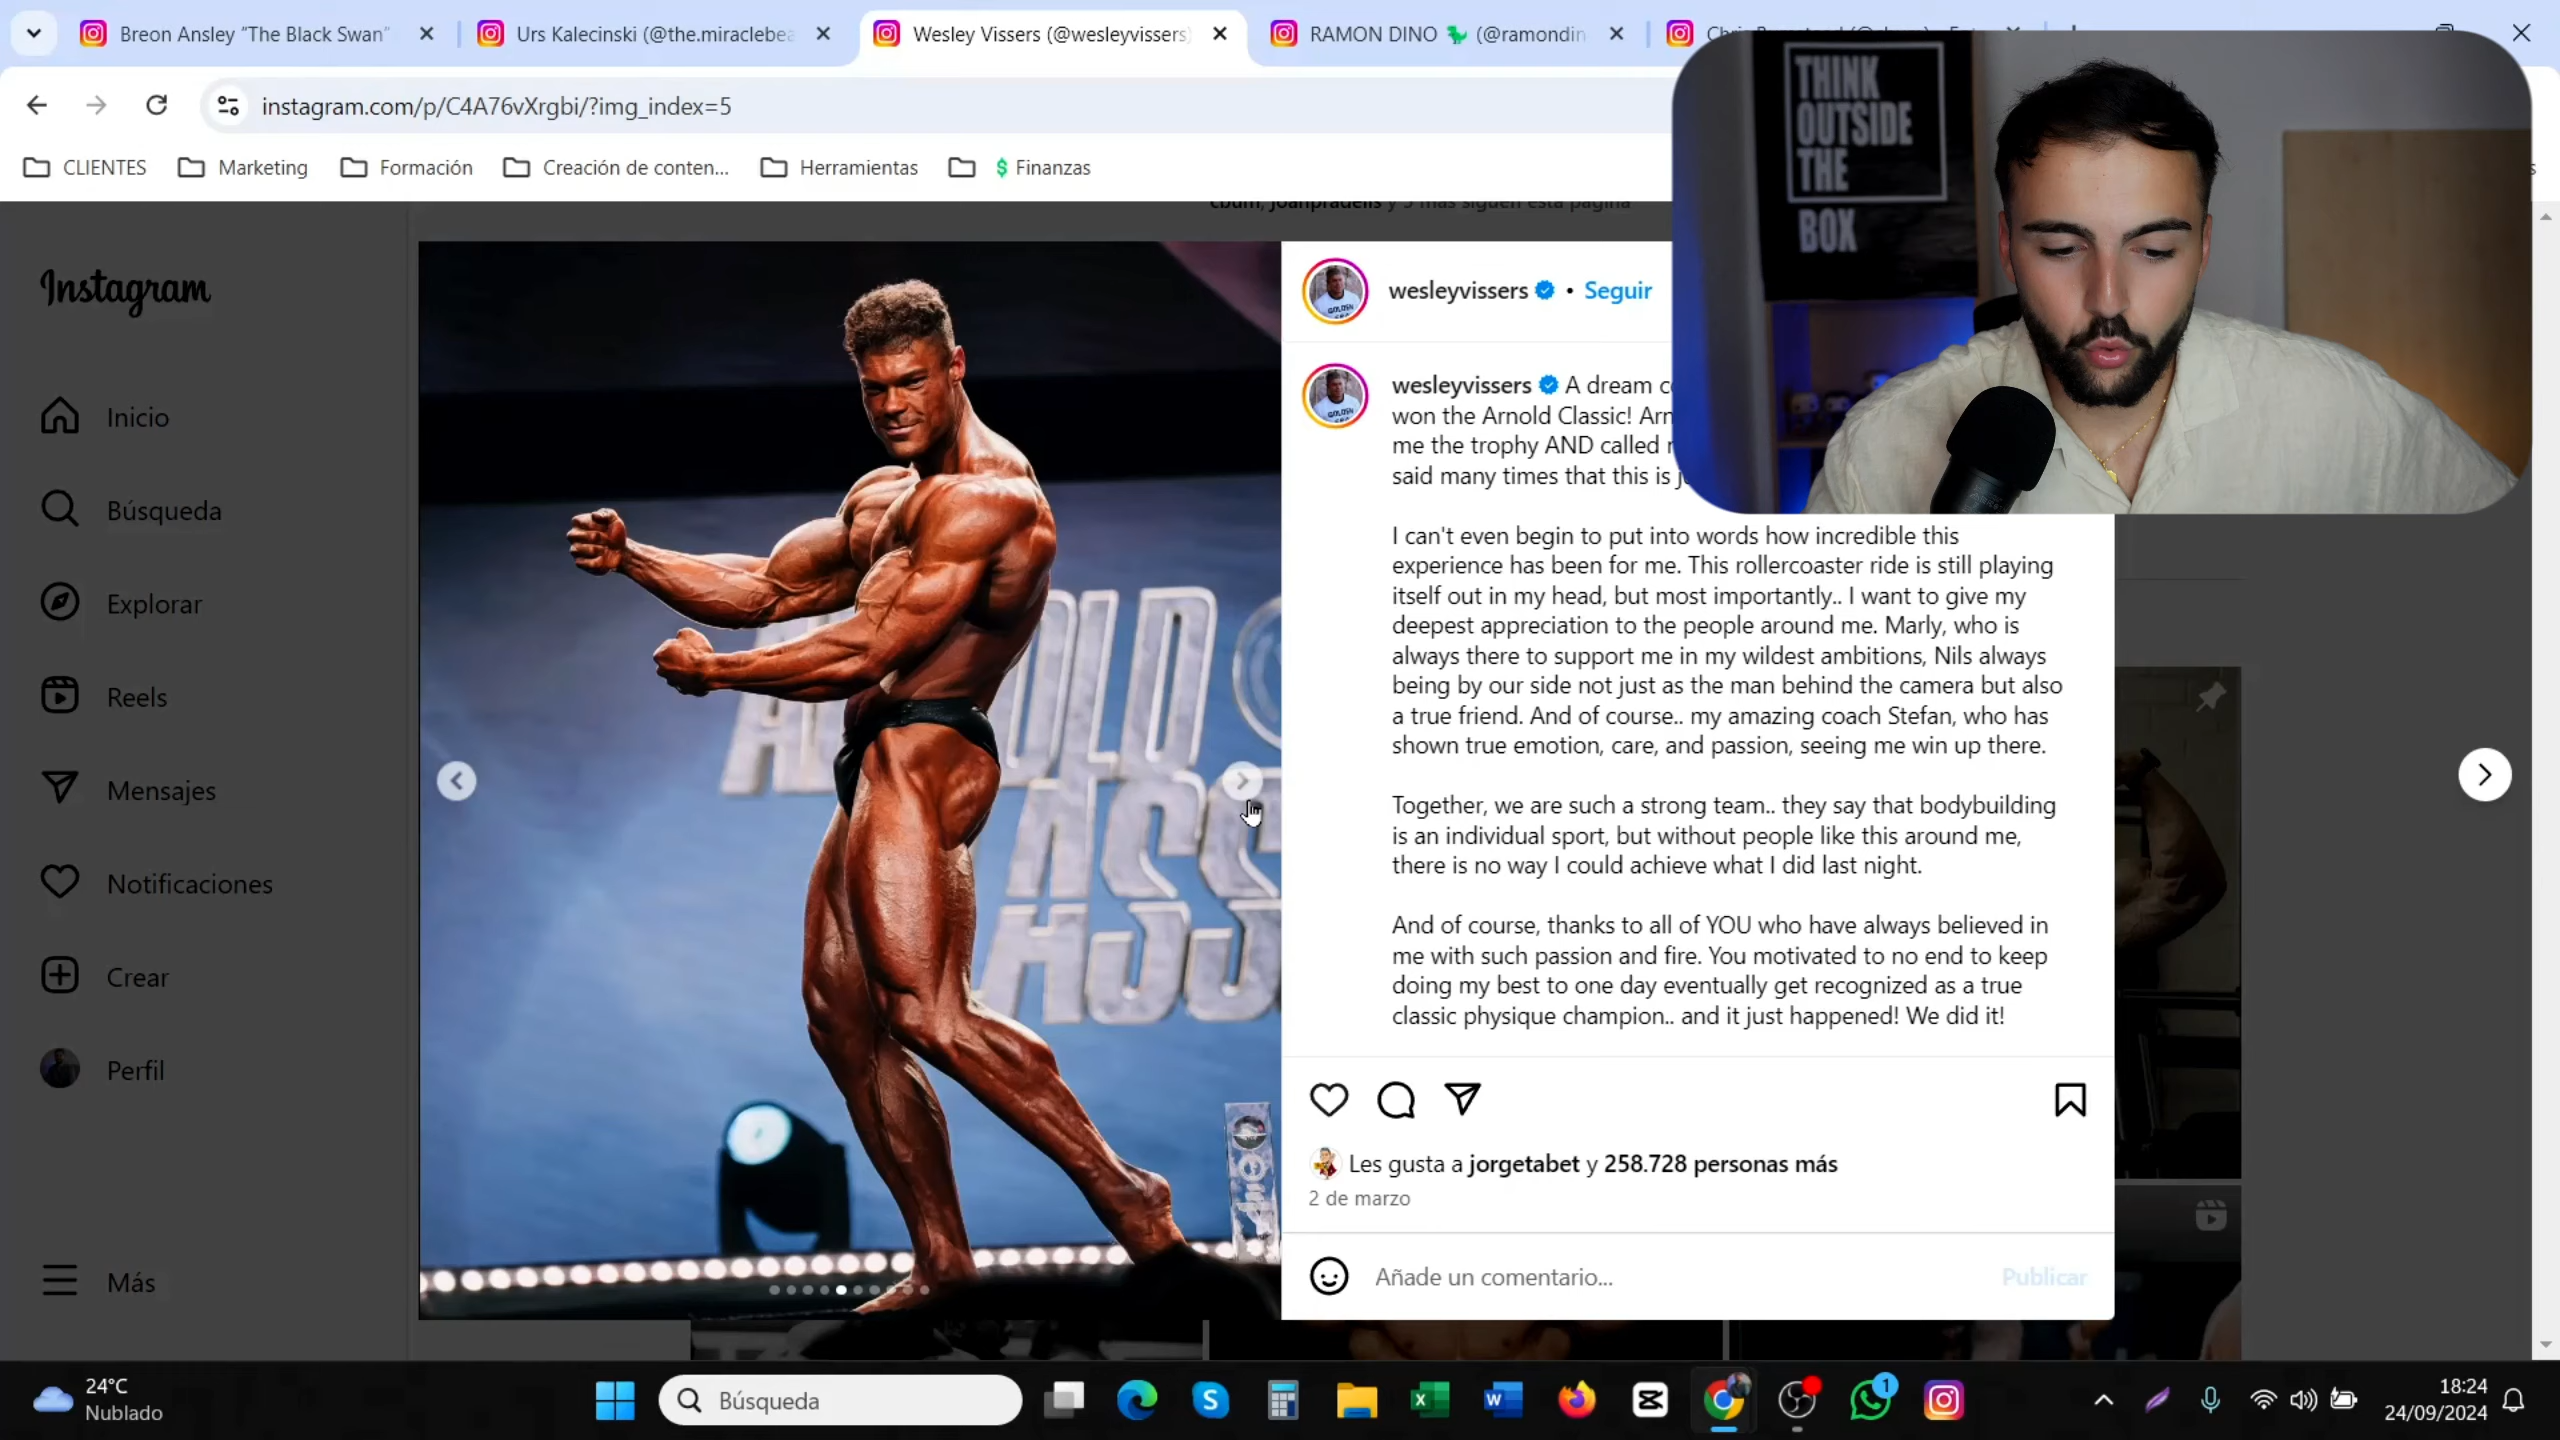 Breon Ansley “The Black Swan”
Urs Kalecinski (@the.miraclebea
Wesley Vissers (@wesleyvissers)
RAMON DINO 🦖 (@ramondin
instagram.com/p/C4A76vXrgbi/?img_index=5
CLIENTES
Marketing
Formación
Creación de conten...
Herramientas
$ Finanzas
THINK
OUTSIDE
THE
BOX
Instagram
Inicio
Búsqueda
Explorar
Reels
Mensajes
Notificaciones
Crear
Perfil
Más
wesleyvissers • Seguir
wesleyvissers A dream c
won the Arnold Classic! Arn
me the trophy AND called
said many times that this is
I can't even begin to put into words how incredible this
experience has been for me. This rollercoaster ride is still playing
itself out in my head, but most importantly.. I want to give my
deepest appreciation to the people around me. Marly, who is
always there to support me in my wildest ambitions, Nils always
being by our side not just as the man behind the camera but also
a true friend. And of course.. my amazing coach Stefan, who has
shown true emotion, care, and passion, seeing me win up there.
Together, we are such a strong team.. they say that bodybuilding
is an individual sport, but without people like this around me,
there is no way I could achieve what I did last night.
And of course, thanks to all of YOU who have always believed in
me with such passion and fire. You motivated to no end to keep
doing my best to one day eventually get recognized as a true
classic physique champion.. and it just happened! We did it!
Les gusta a jorgetabet y 258.728 personas más
2 de marzo
Añade un comentario...
Publicar
24°C
Nublado
Búsqueda
1
18:24
24/09/2024